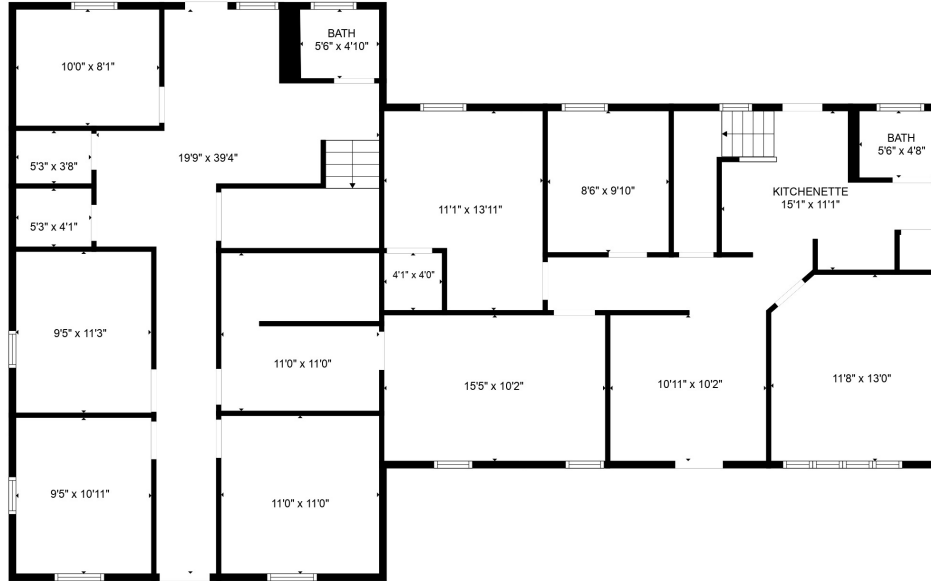 BATH
5'6" x 4'10"
10'0" x 8'1"
5'3" x 3'8"
19'9" x 39'4"
BATH
5'6" x 4'8"
8'6" x 9'10"
KITCHENETTE
15'1" x 11'1"
11'1" x 13'11"
5'3" x 4'1"
4'1" x 4'0"
9'5" x 11'3"
11'0" x 11'0"
15'5" x 10'2"
10'11" x 10'2"
11'8" x 13'0"
9'5" x 10'11"
11'0" x 11'0"